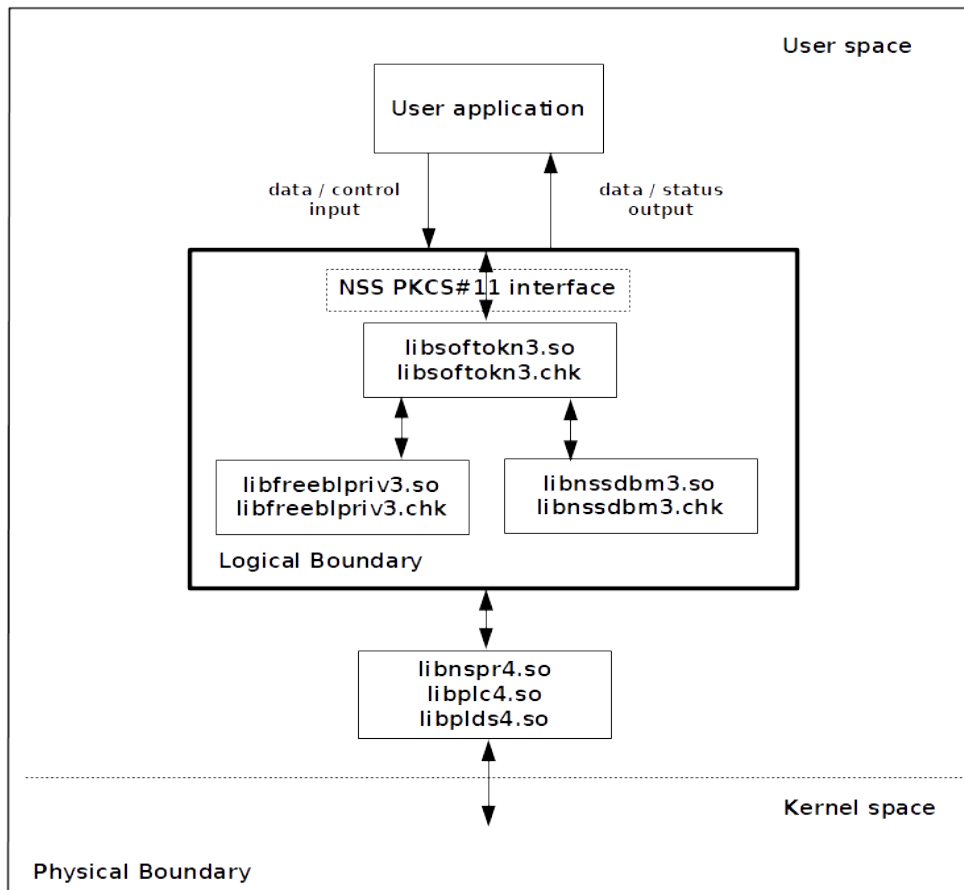 User space
User application
data / control
input
data / status
output
NSS PKCS#11 interface
libsoftokn3.so
libsoftokn3.chk
libfreeblpriv3.so
libfreeblpriv3.chk
libnssdbm3.so
libnssdbm3.chk
Logical Boundary
libnspr4.so
libplc4.so
libplds4.so
Kernel space
Physical Boundary